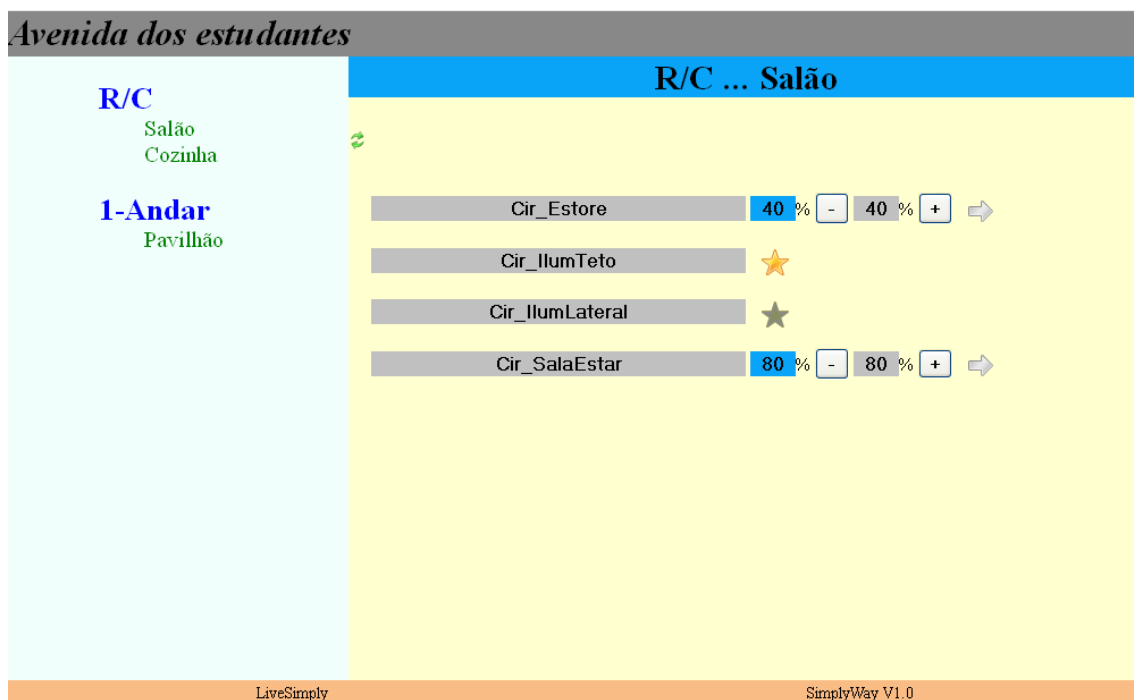 Avenida dos estudantes
R/C
Salão
Cozinha
1-Andar
Pavilhão
R/C ... Salão
Cir_Estore 40 % - 40 % +
Cir_IlumTeto
Cir_IlumLateral
Cir_SalaEstar 80 % - 80 % +
LiveSimply SimplyWay V1.0